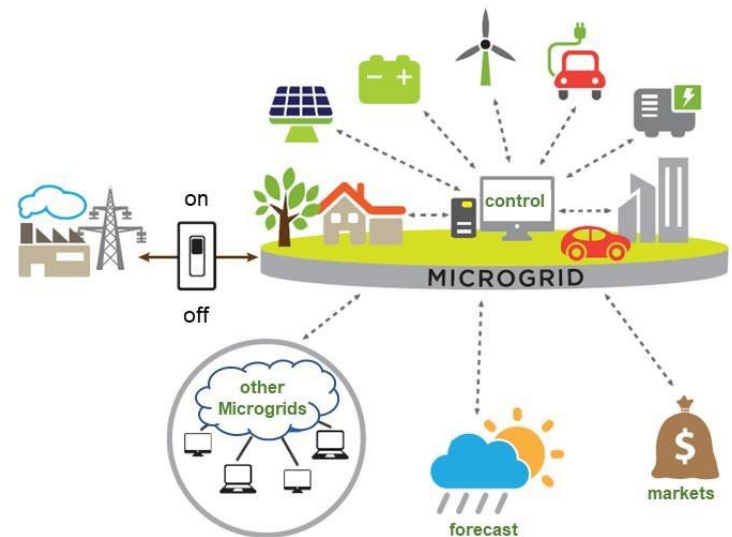 control
on
off
MICROGRID
other
Microgrids
$
markets
forecast